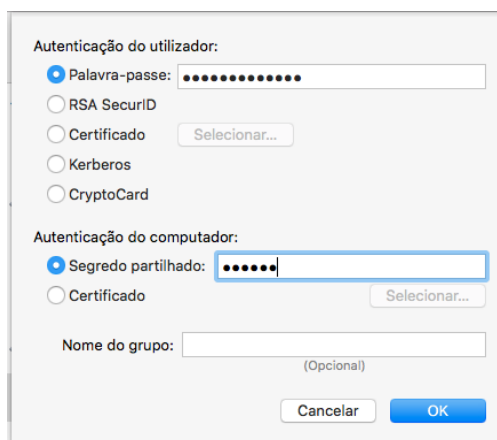 Autenticação do utilizador:
Palavra-passe: •••••••••••••
RSA SecurID
Certificado Selecionar...
Kerberos
CryptoCard
Autenticação do computador:
Segredo partilhado: ••••••
Certificado Selecionar...
Nome do grupo:
(Opcional)
Cancelar OK